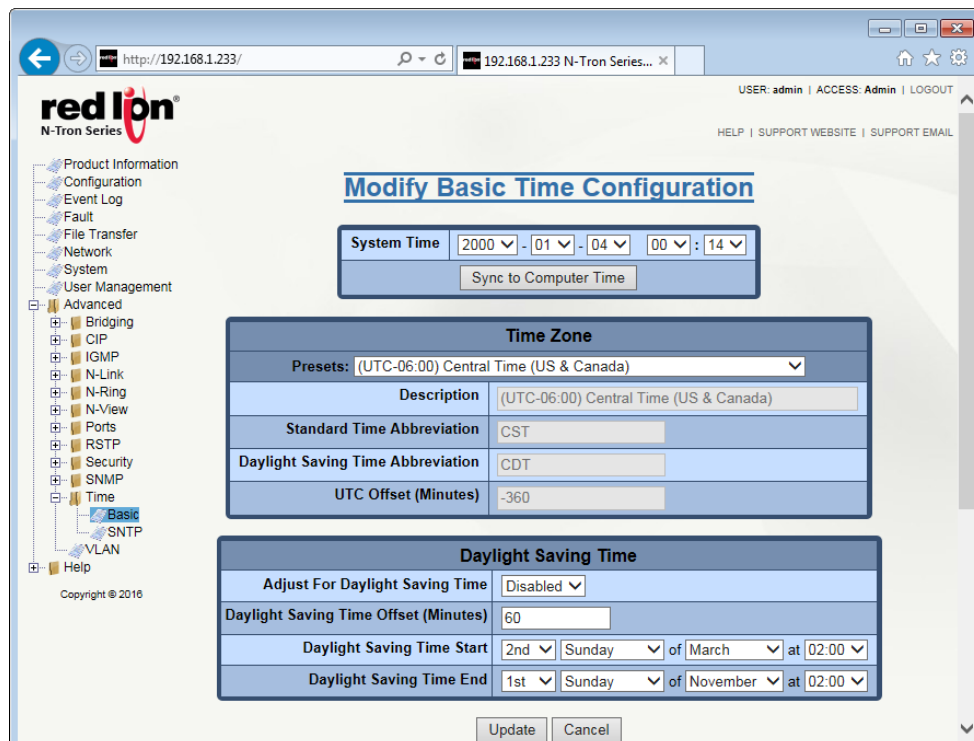 http://192.168.1.233/
192.168.1.233 N-Tron Series...
USER: admin | ACCESS: Admin | LOGOUT
red lion®
N-Tron Series
HELP | SUPPORT WEBSITE | SUPPORT EMAIL
Product Information
Configuration
Event Log
Fault
File Transfer
Network
System
User Management
Advanced
Bridging
CIP
IGMP
N-Link
N-Ring
N-View
Ports
RSTP
Security
SNMP
Time
Basic
SNTP
VLAN
Help
Copyright © 2016
Modify Basic Time Configuration
System Time 2000 - 01 - 04 00 : 14
Sync to Computer Time
Time Zone
Presets: (UTC-06:00) Central Time (US & Canada)
Description (UTC-06:00) Central Time (US & Canada)
Standard Time Abbreviation CST
Daylight Saving Time Abbreviation CDT
UTC Offset (Minutes) -360
Daylight Saving Time
Adjust For Daylight Saving Time Disabled
Daylight Saving Time Offset (Minutes) 60
Daylight Saving Time Start 2nd Sunday of March at 02:00
Daylight Saving Time End 1st Sunday of November at 02:00
Update Cancel